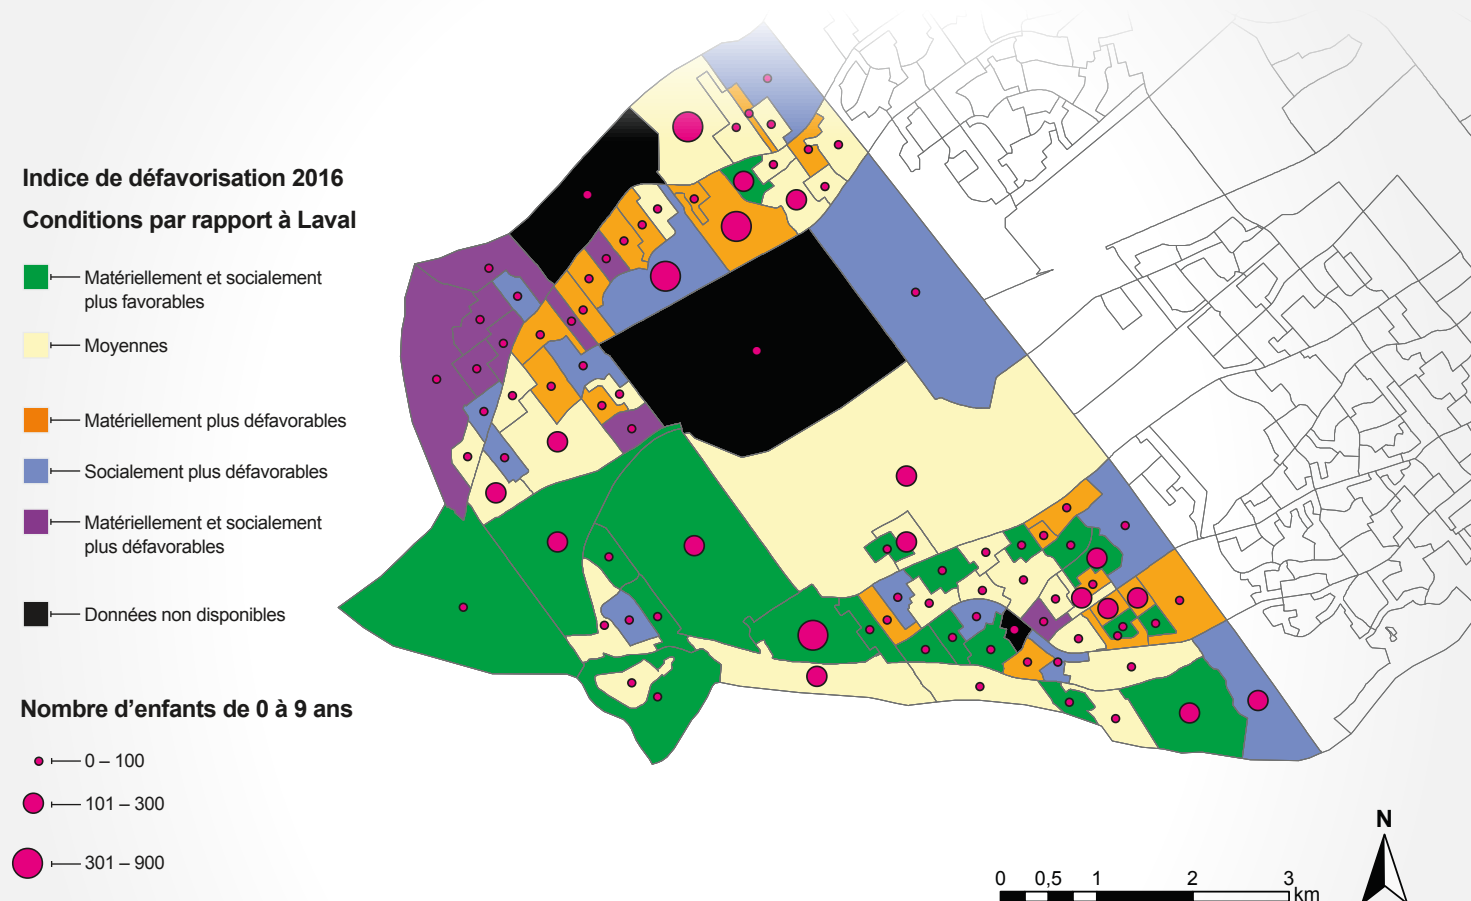 Indice de défavorisation 2016
Conditions par rapport à Laval
Matériellement et socialement
plus favorables
Moyennes
Matériellement plus défavorables
Socialement plus défavorables
Matériellement et socialement
plus défavorables
Données non disponibles
Nombre d’enfants de 0 à 9 ans
0 – 100
101 – 300
301 – 900
N
0 0,5 1 2 3
km